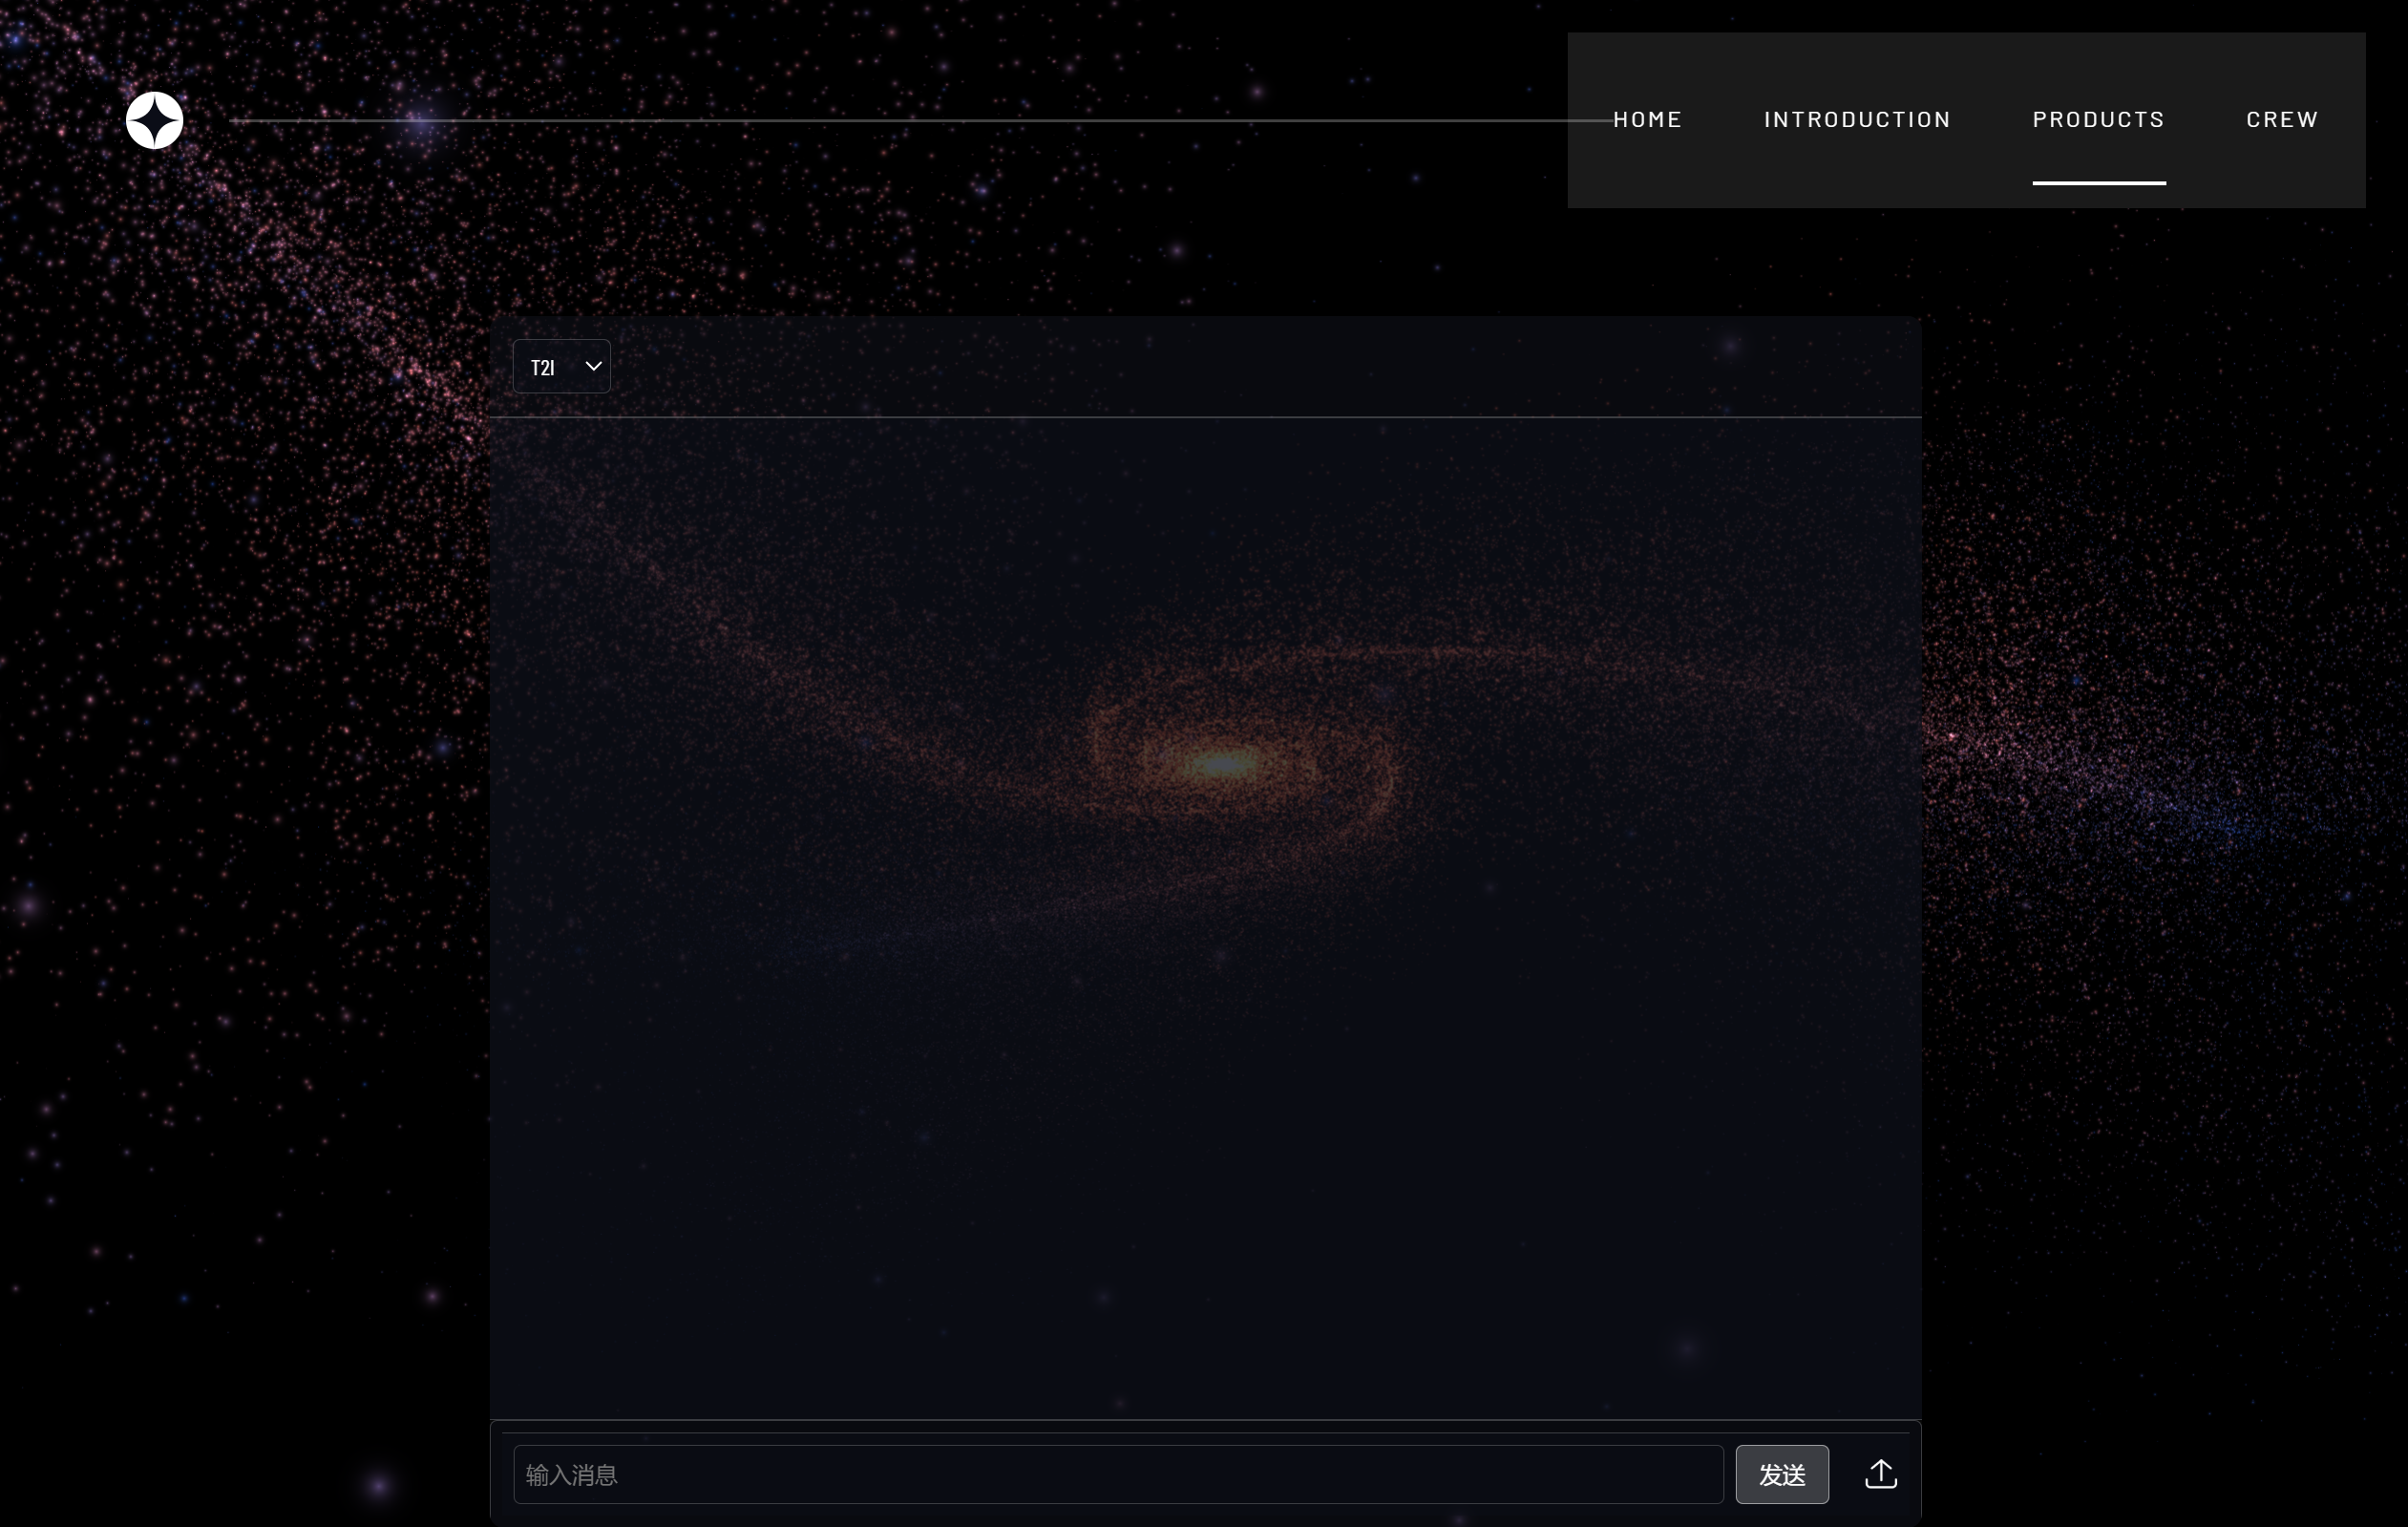 HOME INTRODUCTION PRODUCTS CREW
T2I
输入消息 发送